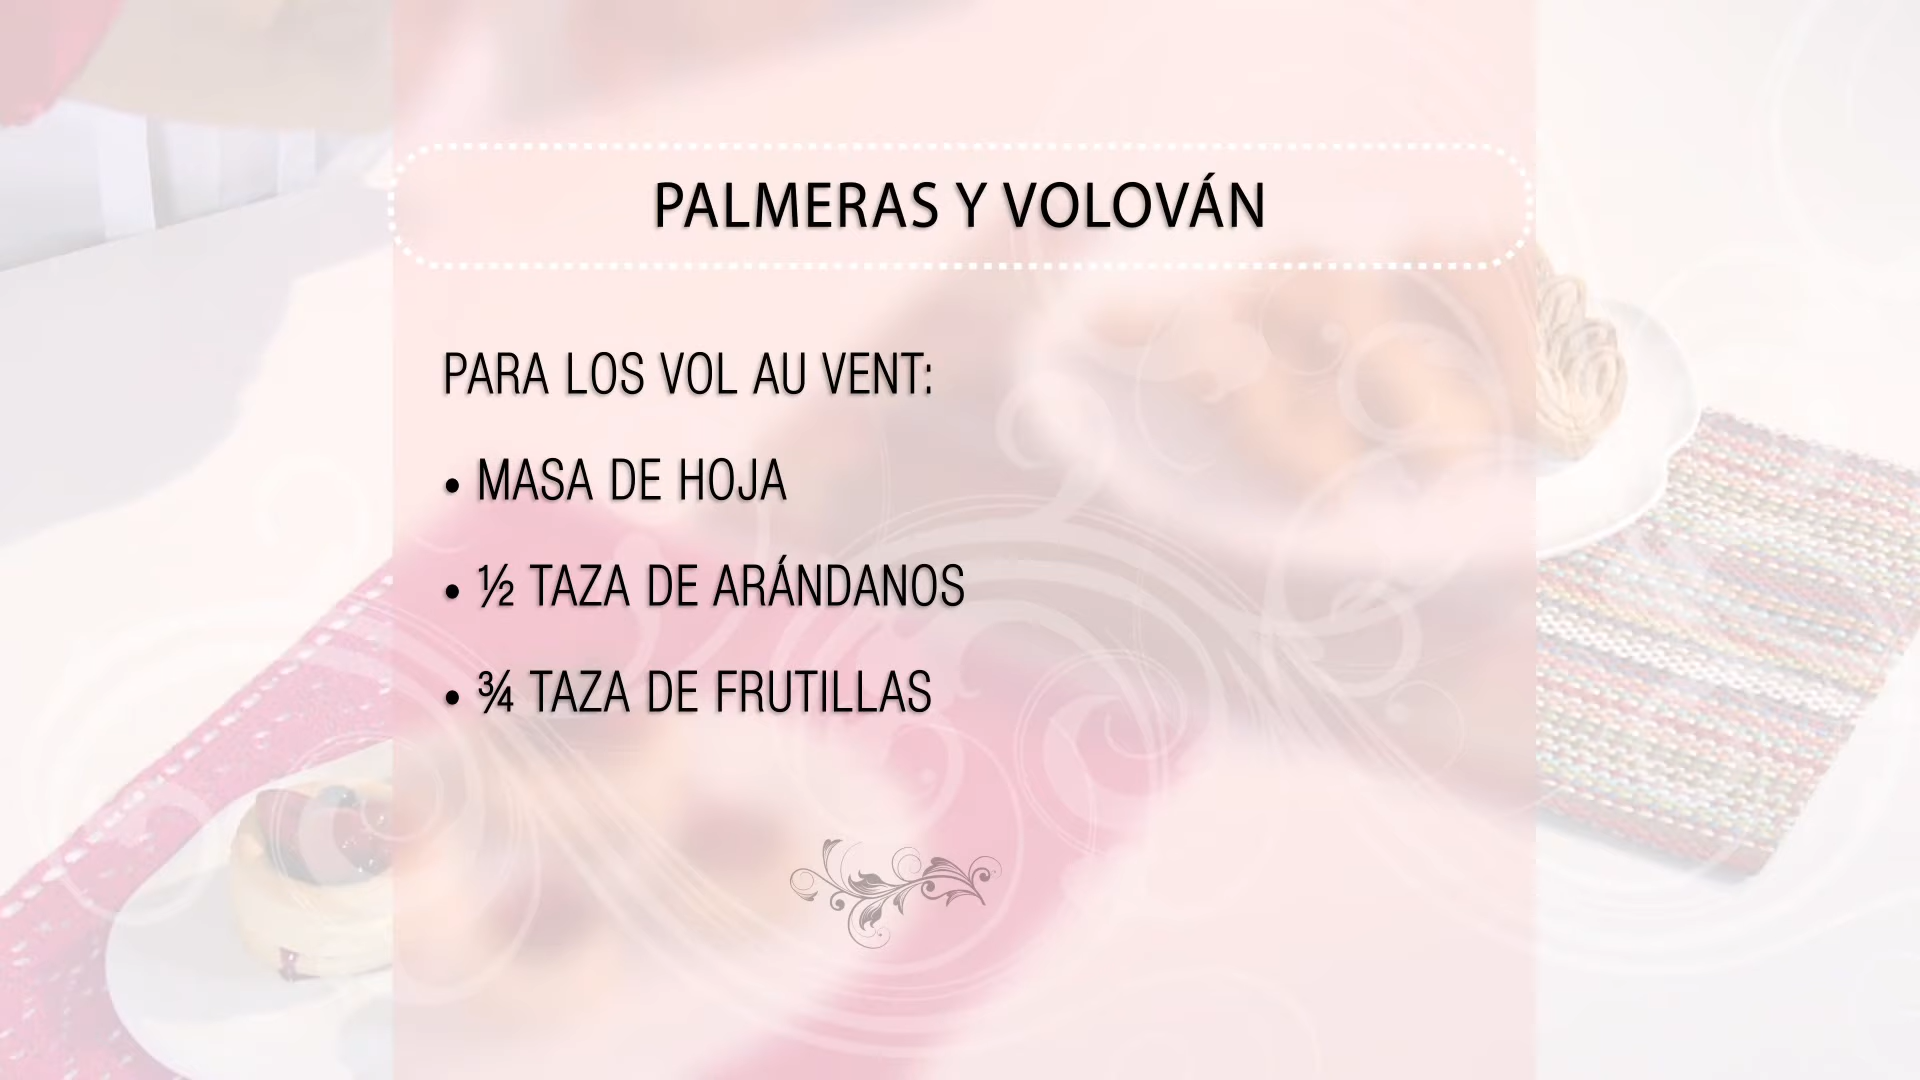 PALMERAS Y VOLOVÁN
PARA LOS VOL AU VENT:
• MASA DE HOJA
• ½ TAZA DE ARÁNDANOS
• ¾ TAZA DE FRUTILLAS